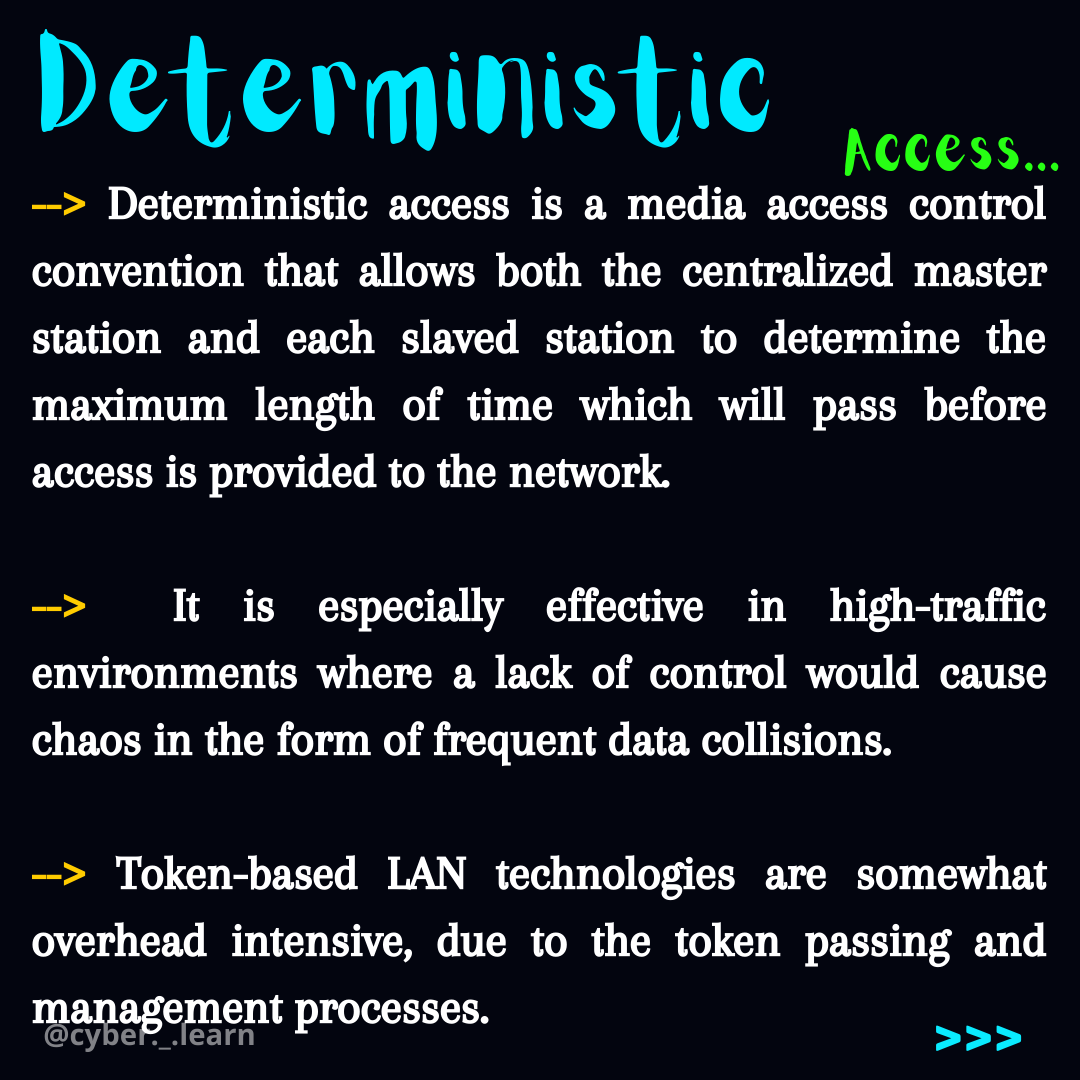 Deterministic
Access...
--> Deterministic access is a media access control
convention that allows both the centralized master
station and each slaved station to determine the
maximum length of time which will pass before
access is provided to the network.
--> It is especially effective in high-traffic
environments where a lack of control would cause
chaos in the form of frequent data collisions.
--> Token-based LAN technologies are somewhat
overhead intensive, due to the token passing and
management processes.
@cyber._.learn
>>>